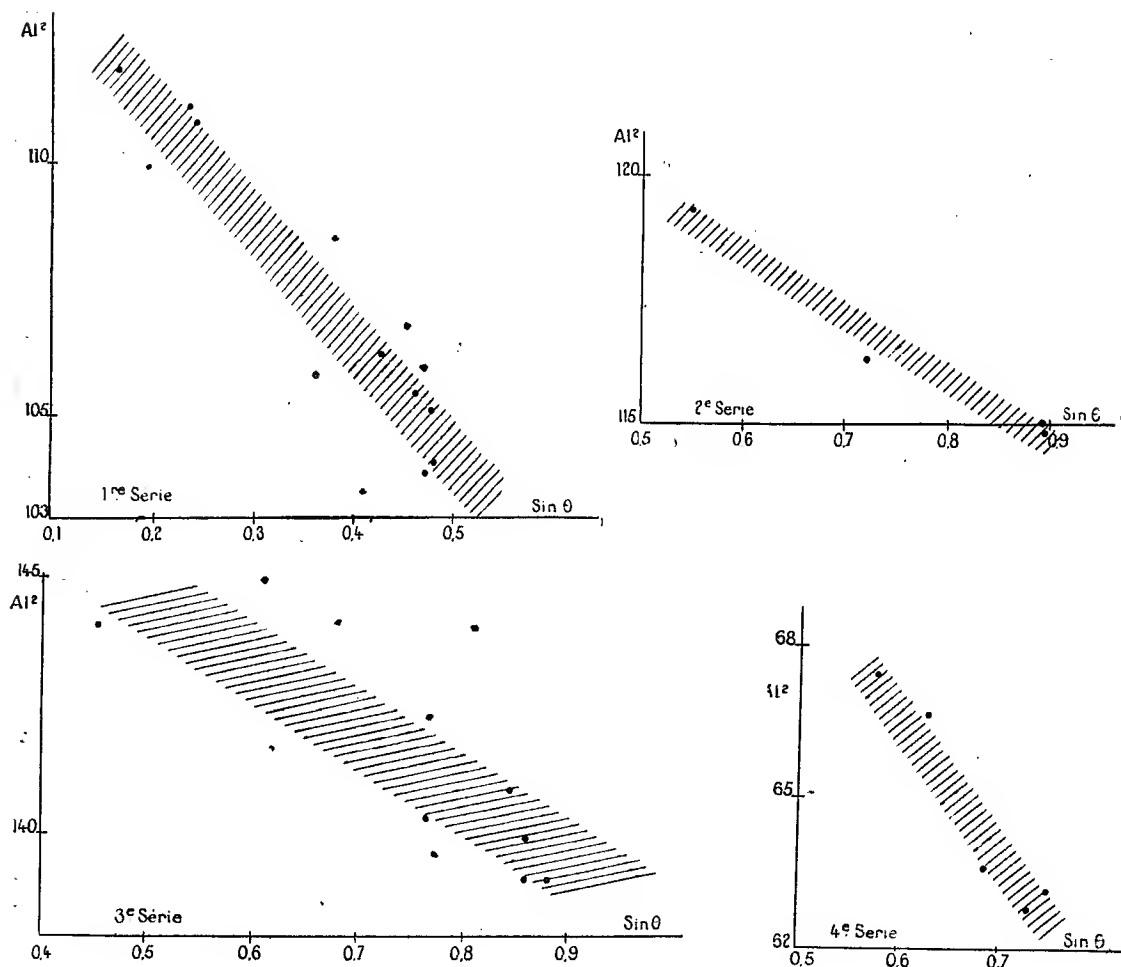 Al²
110
105
103
1re Serie
Sin θ
0.1 0.2 0.3 0.4 0.5
Al²
120
115
2e Serie
Sin θ
0.5 0.6 0.7 0.8 0.9
145
Al²
140
3e Série
Sin θ
0.4 0.5 0.6 0.7 0.8 0.9
68
Al²
65
62
4e Serie
Sin θ
0.5 0.6 0.7